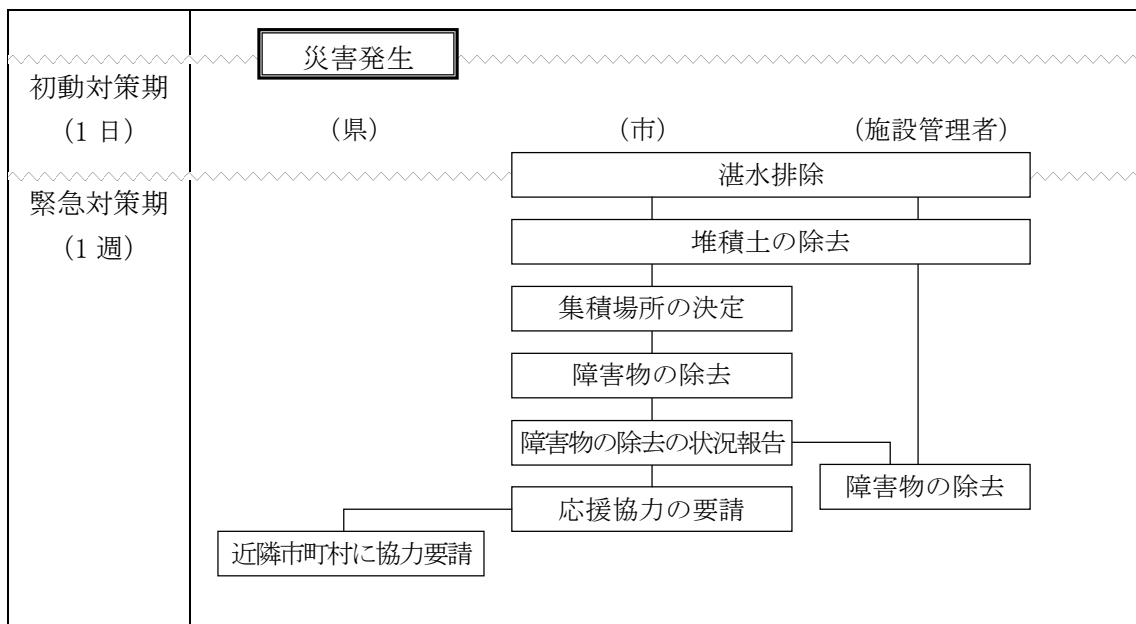 災害発生
初動対策期
（1 日）
（県）
（市）
（施設管理者）
湛水排除
緊急対策期
（1 週）
堆積土の除去
集積場所の決定
障害物の除去
障害物の除去の状況報告
障害物の除去
応援協力の要請
近隣市町村に協力要請